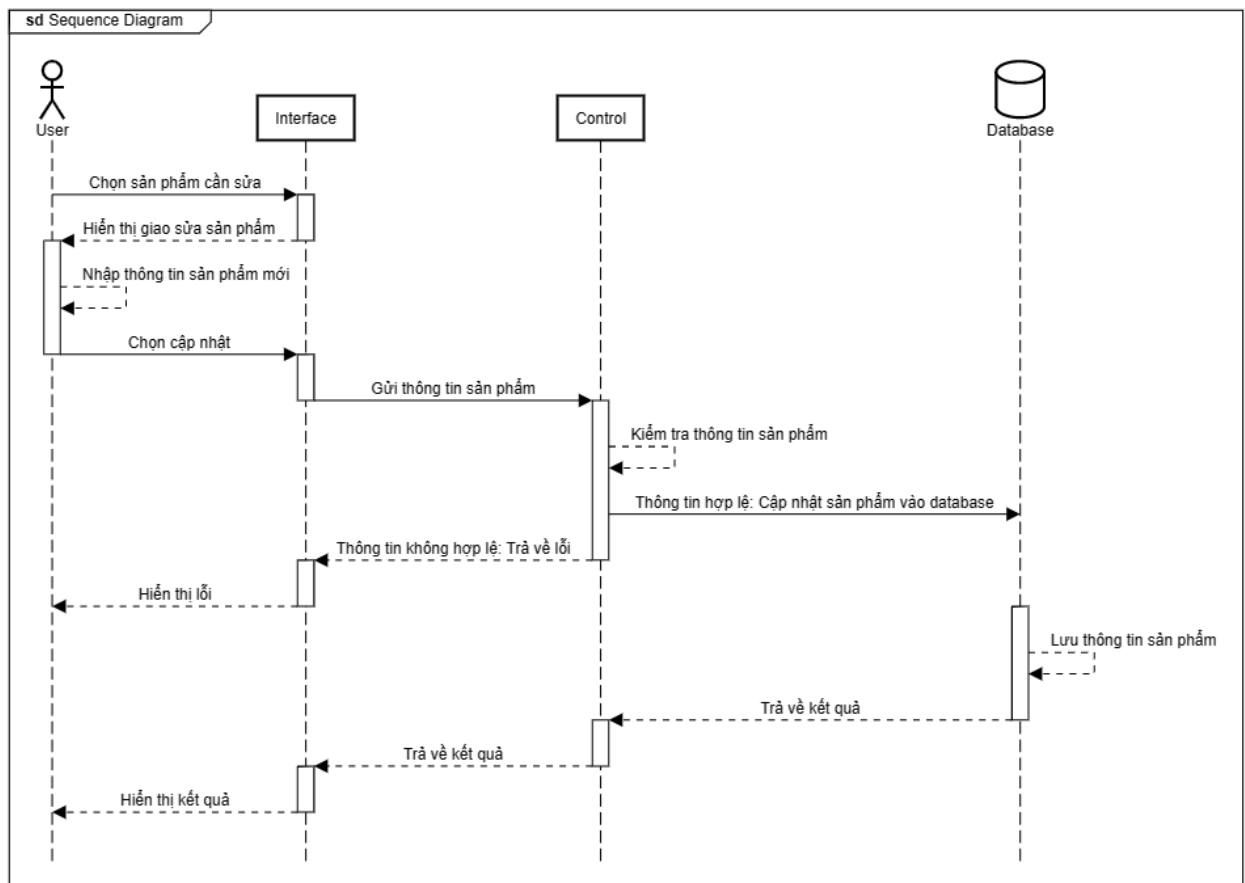 sd Sequence Diagram
User
Interface
Control
Database
Chọn sản phẩm cần sửa
Hiển thị giao sửa sản phẩm
Nhập thông tin sản phẩm mới
Chọn cập nhật
Gửi thông tin sản phẩm
Kiểm tra thông tin sản phẩm
Thông tin hợp lệ: Cập nhật sản phẩm vào database
Thông tin không hợp lệ: Trả về lỗi
Hiển thị lỗi
Lưu thông tin sản phẩm
Trả về kết quả
Trả về kết quả
Hiển thị kết quả